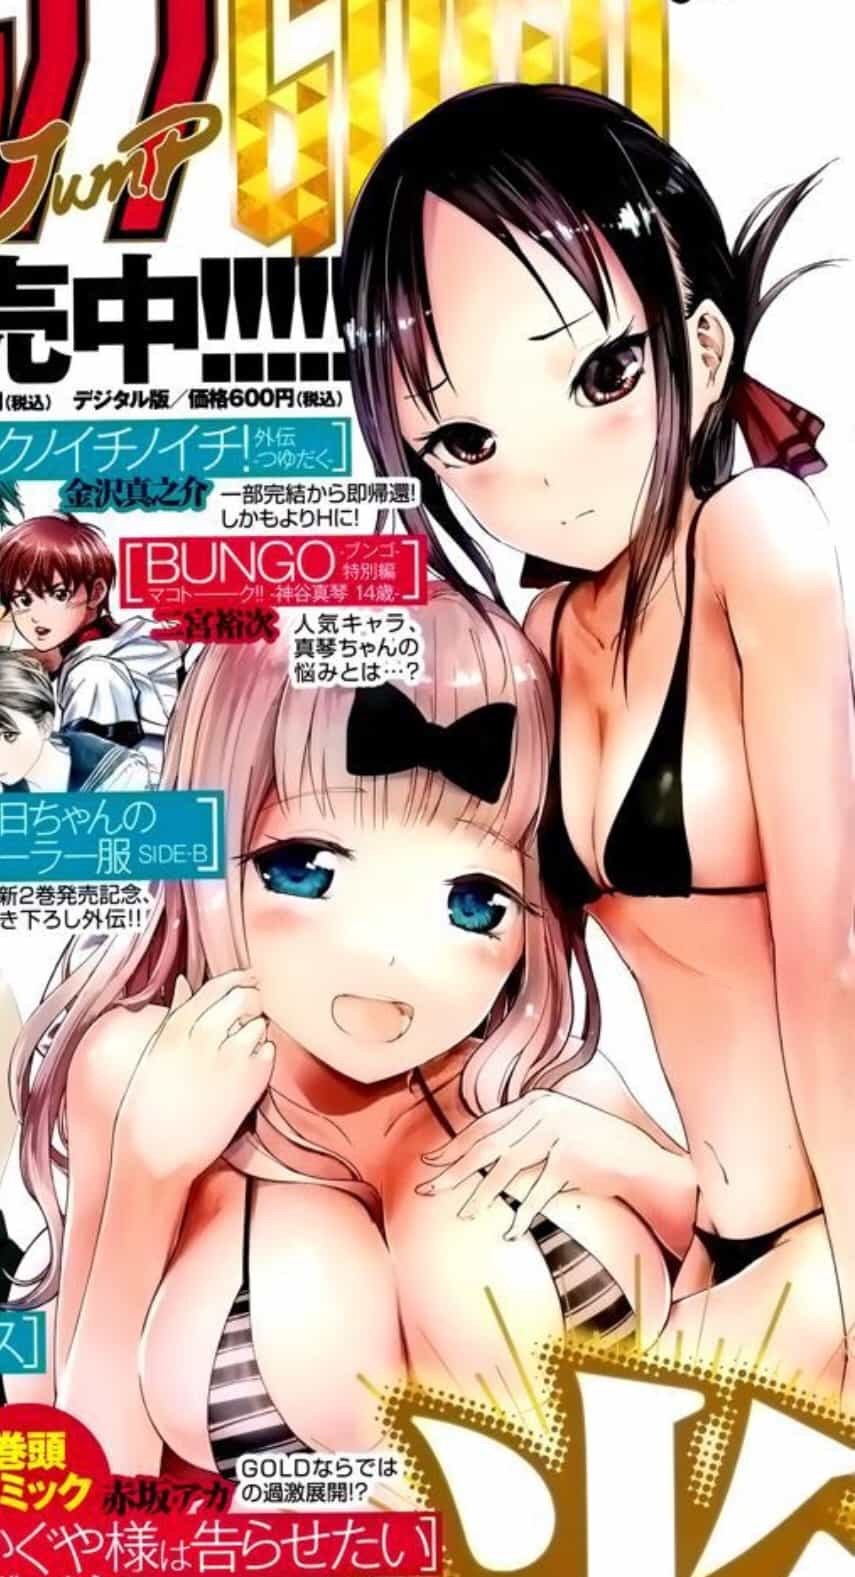 Jump
売中!!!!!!
(税込) デジタル版／価格600円(税込)
クノイチノイチ! 外伝
-つゆだく-
金沢真之介
一部完結から即帰還!
しかもよりHに!
BUNGO -ブンゴ-
特別編
マコトーーク!! -神谷真琴 14歳-
二宮裕次
人気キャラ、
真琴ちゃんの
悩みとは…?
日ちゃんの
ーラー服 SIDE-B
新2巻発売記念、
き下ろし外伝!!
ス
巻頭
ミック
赤坂アカ
GOLDならでは
の過激展開!?
かぐや様は告らせたい